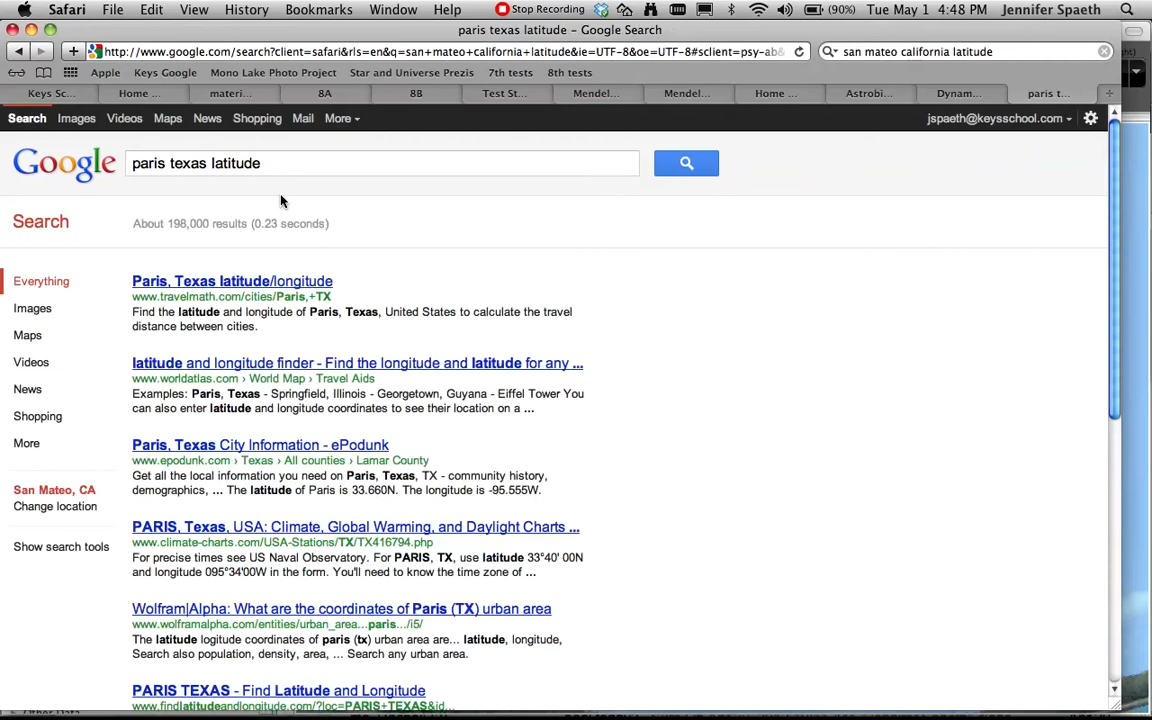 Safari File Edit View History Bookmarks Window Help Stop Recording (90%) Tue May 1 4:48 PM Jennifer Spaeth
paris texas latitude – Google Search
http://www.google.com/search?client=safari&rls=en&q=san+mateo+california+latitude&ie=UTF-8&oe=UTF-8#sclient=psy-ab& san mateo california latitude
Apple Keys Google Mono Lake Photo Project Star and Universe Prezis 7th tests 8th tests
Keys Sc... Home ... materi... 8A 8B Test St... Mendel... Mendel... Home ... Astrobi... Dynam... paris t...
Search Images Videos Maps News Shopping Mail More jspaeth@keysschool.com
Google paris texas latitude
Search About 198,000 results (0.23 seconds)
Everything
Images
Maps
Videos
News
Shopping
More
San Mateo, CA
Change location
Show search tools
Paris, Texas latitude/longitude
www.travelmath.com/cities/Paris,+TX
Find the latitude and longitude of Paris, Texas, United States to calculate the travel
distance between cities.
latitude and longitude finder - Find the longitude and latitude for any ...
www.worldatlas.com › World Map › Travel Aids
Examples: Paris, Texas - Springfield, Illinois - Georgetown, Guyana - Eiffel Tower You
can also enter latitude and longitude coordinates to see their location on a ...
Paris, Texas City Information - ePodunk
www.epodunk.com › Texas › All counties › Lamar County
Get all the local information you need on Paris, Texas, TX - community history,
demographics, ... The latitude of Paris is 33.660N. The longitude is -95.555W.
PARIS, Texas, USA: Climate, Global Warming, and Daylight Charts ...
www.climate-charts.com/USA-Stations/TX/TX416794.php
For precise times see US Naval Observatory. For PARIS, TX, use latitude 33°40' 00N
and longitude 095°34'00W in the form. You'll need to know the time zone of ...
Wolfram|Alpha: What are the coordinates of Paris (TX) urban area
www.wolframalpha.com/entities/urban_area...paris.../i5/
The latitude logitude coordinates of paris (tx) urban area are... latitude, longitude,
Search also population, density, area, ... Search any urban area.
PARIS TEXAS - Find Latitude and Longitude
www.findlatitudeandlongitude.com/?loc=PARIS+TEXAS&id...